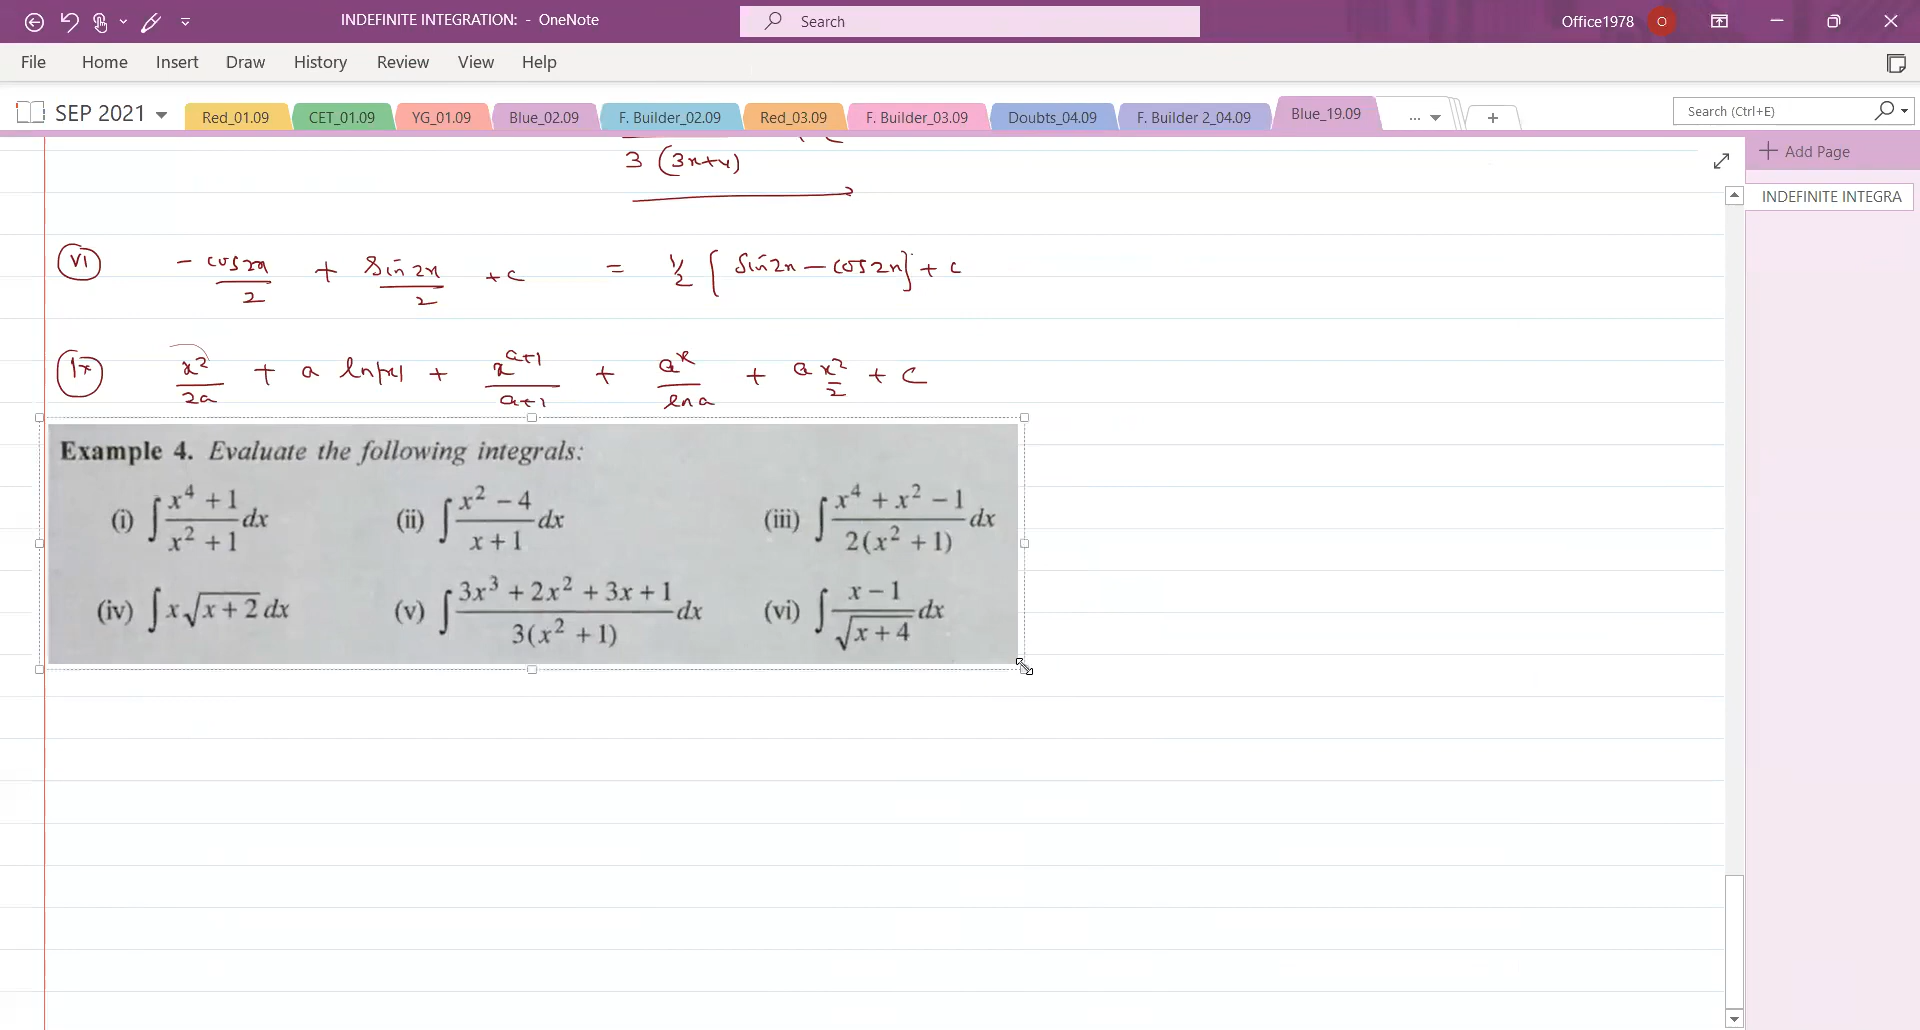 INDEFINITE INTEGRATION: - OneNote
Search
Office1978 O
File Home Insert Draw History Review View Help
SEP 2021 Red_01.09 CET_01.09 YG_01.09 Blue_02.09 F. Builder_02.09 Red_03.09 F. Builder_03.09 Doubts_04.09 F. Builder 2_04.09 Blue_19.09 ... +
Search (Ctrl+E)
+ Add Page
INDEFINITE INTEGRA
3 (3x+4)
(vi) - cos2x/2 + sin2x/2 + c = 1/2 [sin2x - cos2x] + c
(ix) x²/2a + a ln|x| + x^(a+1)/(a+1) + a^x/ln a + a x²/2 + c
Example 4. Evaluate the following integrals:
(i) ∫ (x⁴ + 1)/(x² + 1) dx (ii) ∫ (x² − 4)/(x + 1) dx (iii) ∫ (x⁴ + x² − 1)/(2(x² + 1)) dx
(iv) ∫ x√(x + 2) dx (v) ∫ (3x³ + 2x² + 3x + 1)/(3(x² + 1)) dx (vi) ∫ (x − 1)/√(x + 4) dx